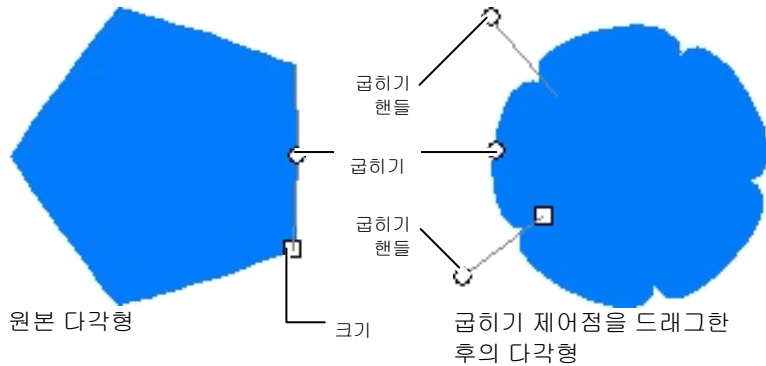 굽히기
핸들
굽히기
굽히기
핸들
원본 다각형
크기
굽히기 제어점을 드래그한
후의 다각형